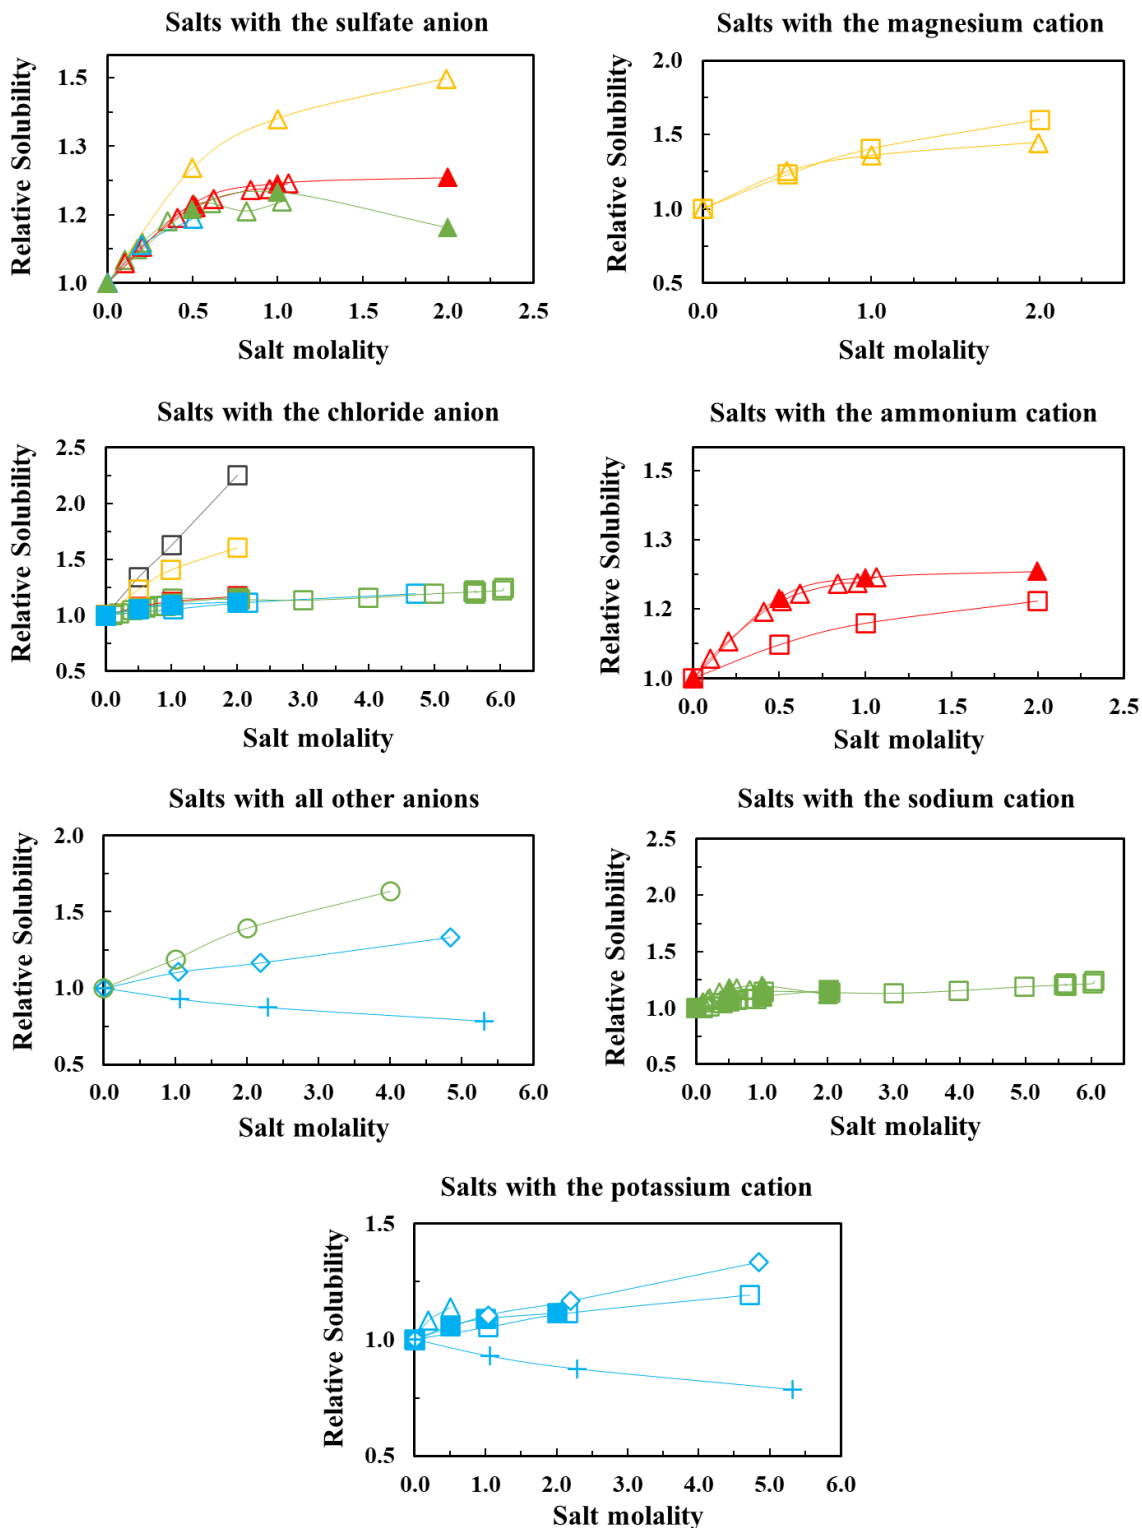 Salts with the sulfate anion
Relative Solubility
1.5
1.3
1.2
1.0
0.0 0.5 1.0 1.5 2.0 2.5
Salt molality
Salts with the magnesium cation
Relative Solubility
2.0
1.5
1.0
0.5
0.0 1.0 2.0
Salt molality
Salts with the chloride anion
Relative Solubility
2.5
2.0
1.5
1.0
0.5
0.0 1.0 2.0 3.0 4.0 5.0 6.0
Salt molality
Salts with the ammonium cation
Relative Solubility
1.5
1.3
1.2
1.0
0.0 0.5 1.0 1.5 2.0 2.5
Salt molality
Salts with all other anions
Relative Solubility
2.0
1.5
1.0
0.5
0.0 1.0 2.0 3.0 4.0 5.0 6.0
Salt molality
Salts with the sodium cation
Relative Solubility
2.5
2.0
1.5
1.0
0.5
0.0 1.0 2.0 3.0 4.0 5.0 6.0
Salt molality
Salts with the potassium cation
Relative Solubility
1.5
1.0
0.5
0.0 1.0 2.0 3.0 4.0 5.0 6.0
Salt molality